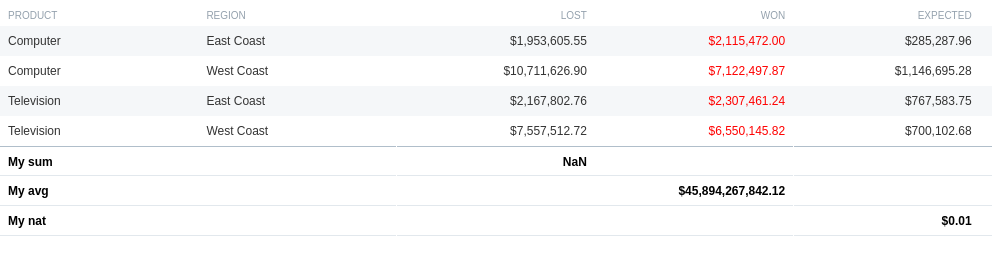 PRODUCT REGION LOST WON EXPECTED
Computer East Coast $1,953,605.55 $2,115,472.00 $285,287.96
Computer West Coast $10,711,626.90 $7,122,497.87 $1,146,695.28
Television East Coast $2,167,802.76 $2,307,461.24 $767,583.75
Television West Coast $7,557,512.72 $6,550,145.82 $700,102.68
My sum NaN
My avg $45,894,267,842.12
My nat $0.01